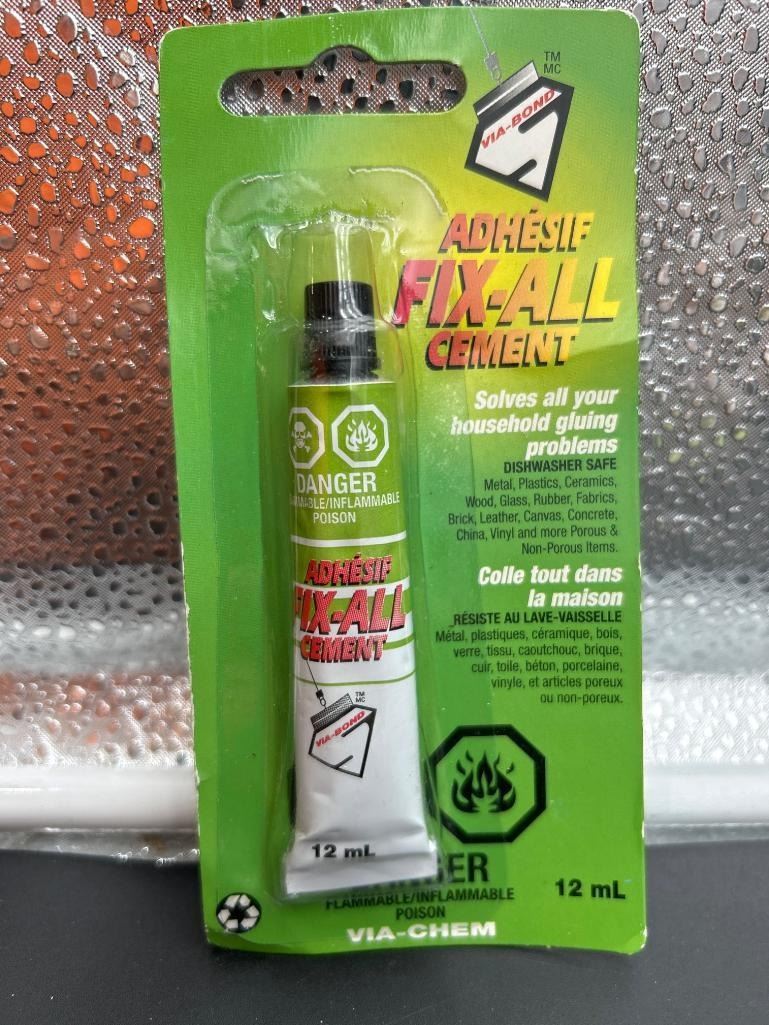 TM
MC
VIA-BOND
ADHÉSIF
FIX-ALL
CEMENT
Solves all your
household gluing
problems
DISHWASHER SAFE
Metal, Plastics, Ceramics,
Wood, Glass, Rubber, Fabrics,
Brick, Leather, Canvas, Concrete,
China, Vinyl and more Porous &
Non-Porous Items.
Colle tout dans
la maison
RÉSISTE AU LAVE-VAISSELLE
Métal, plastiques, céramique, bois,
verre, tissu, caoutchouc, brique,
cuir, toile, béton, porcelaine,
vinyle, et articles poreux
ou non-poreux.
DANGER
FLAMMABLE/INFLAMMABLE
POISON
ADHÉSIF
FIX-ALL
CEMENT
TM
MC
VIA-BOND
12 mL
DANGER
FLAMMABLE/INFLAMMABLE
POISON
12 mL
VIA-CHEM